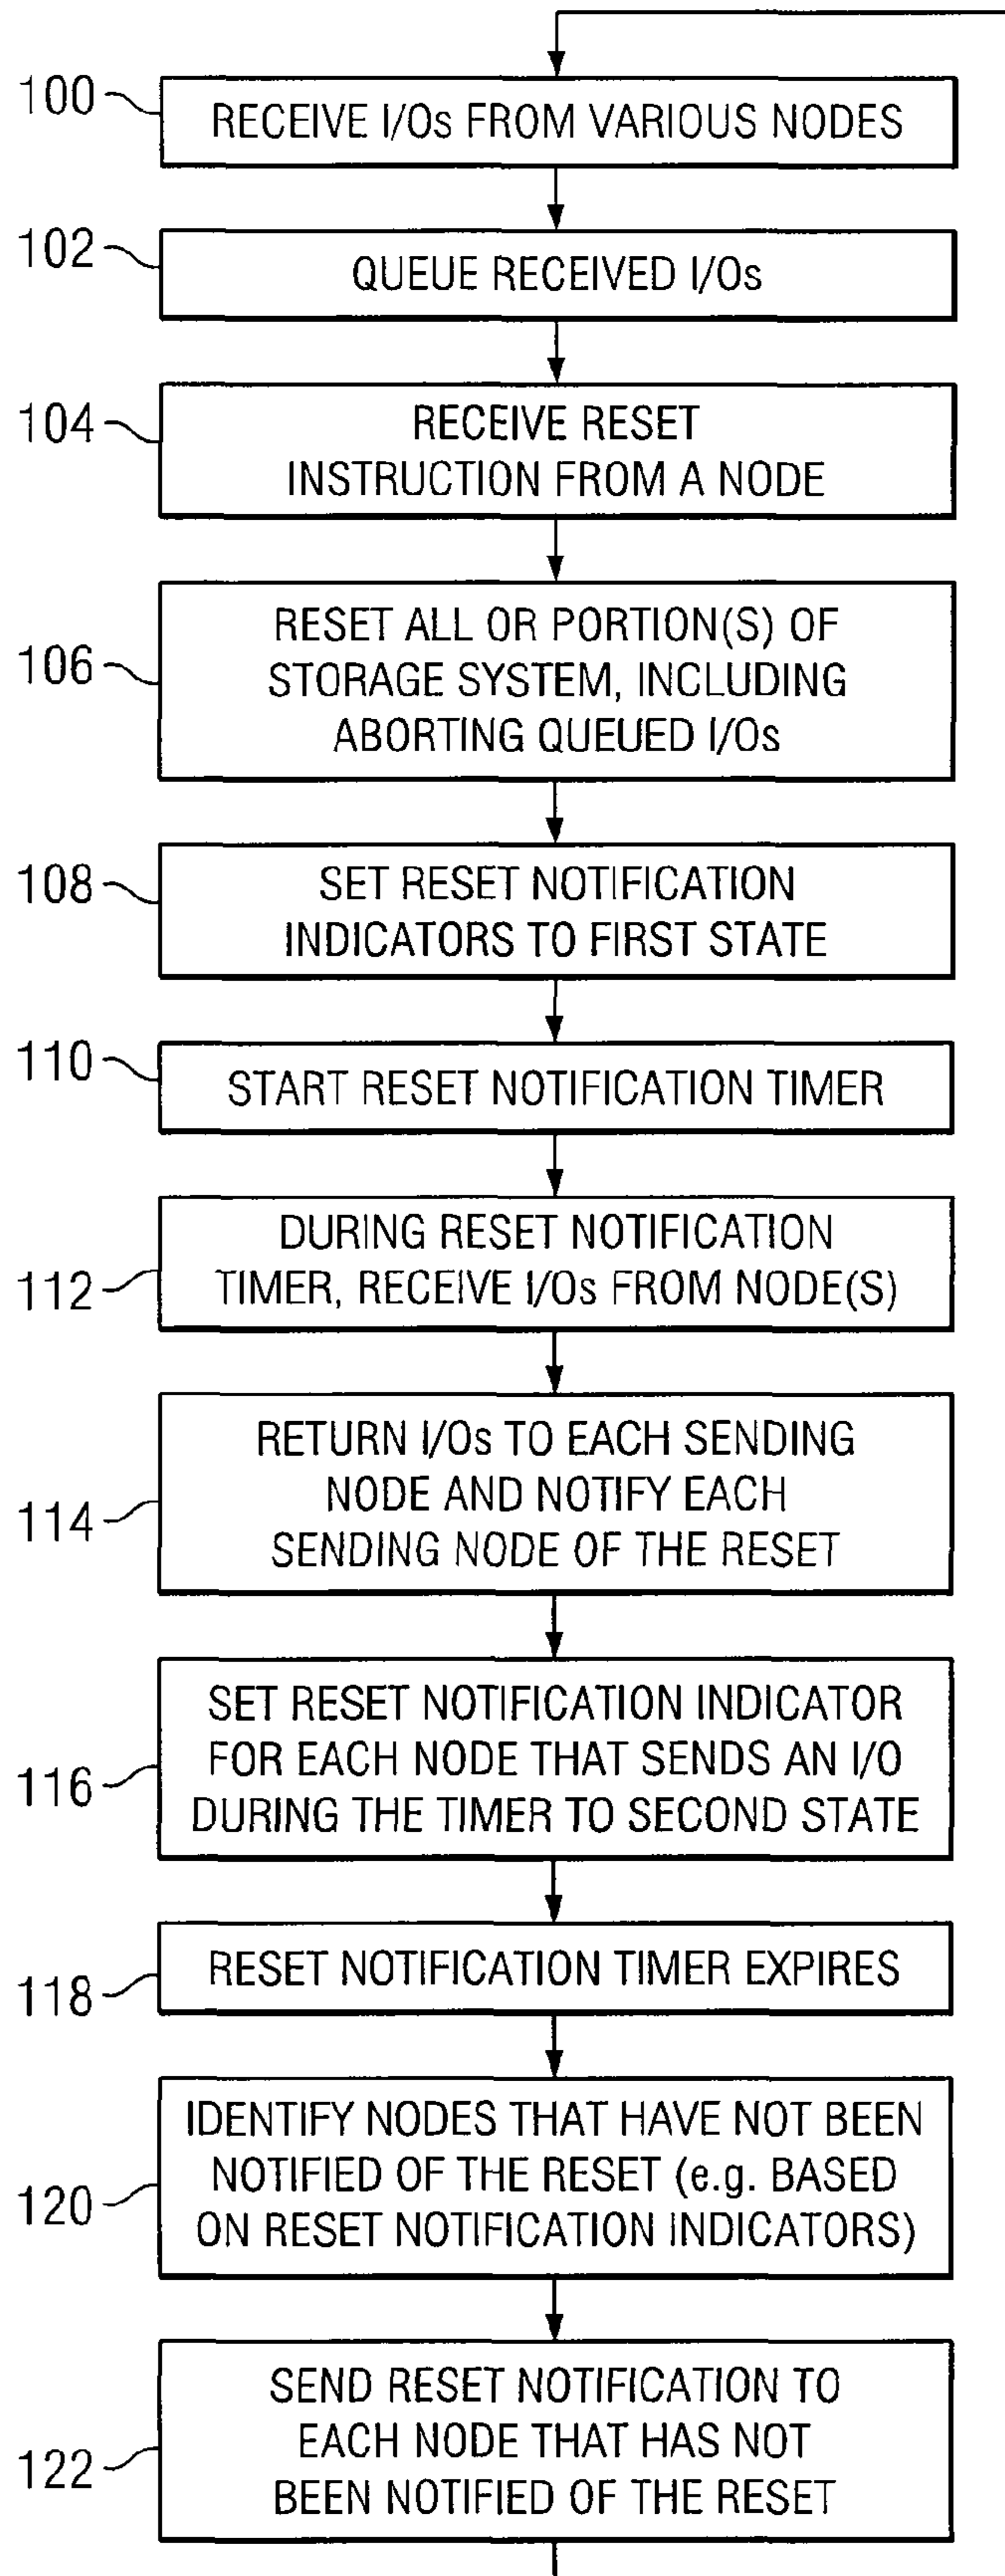 100
RECEIVE I/Os FROM VARIOUS NODES
102
QUEUE RECEIVED I/Os
104
RECEIVE RESET
INSTRUCTION FROM A NODE
106
RESET ALL OR PORTION(S) OF
STORAGE SYSTEM, INCLUDING
ABORTING QUEUED I/Os
108
SET RESET NOTIFICATION
INDICATORS TO FIRST STATE
110
START RESET NOTIFICATION TIMER
112
DURING RESET NOTIFICATION
TIMER, RECEIVE I/Os FROM NODE(S)
114
RETURN I/Os TO EACH SENDING
NODE AND NOTIFY EACH
SENDING NODE OF THE RESET
116
SET RESET NOTIFICATION INDICATOR
FOR EACH NODE THAT SENDS AN I/O
DURING THE TIMER TO SECOND STATE
118
RESET NOTIFICATION TIMER EXPIRES
120
IDENTIFY NODES THAT HAVE NOT BEEN
NOTIFIED OF THE RESET (e.g. BASED
ON RESET NOTIFICATION INDICATORS)
122
SEND RESET NOTIFICATION TO
EACH NODE THAT HAS NOT
BEEN NOTIFIED OF THE RESET